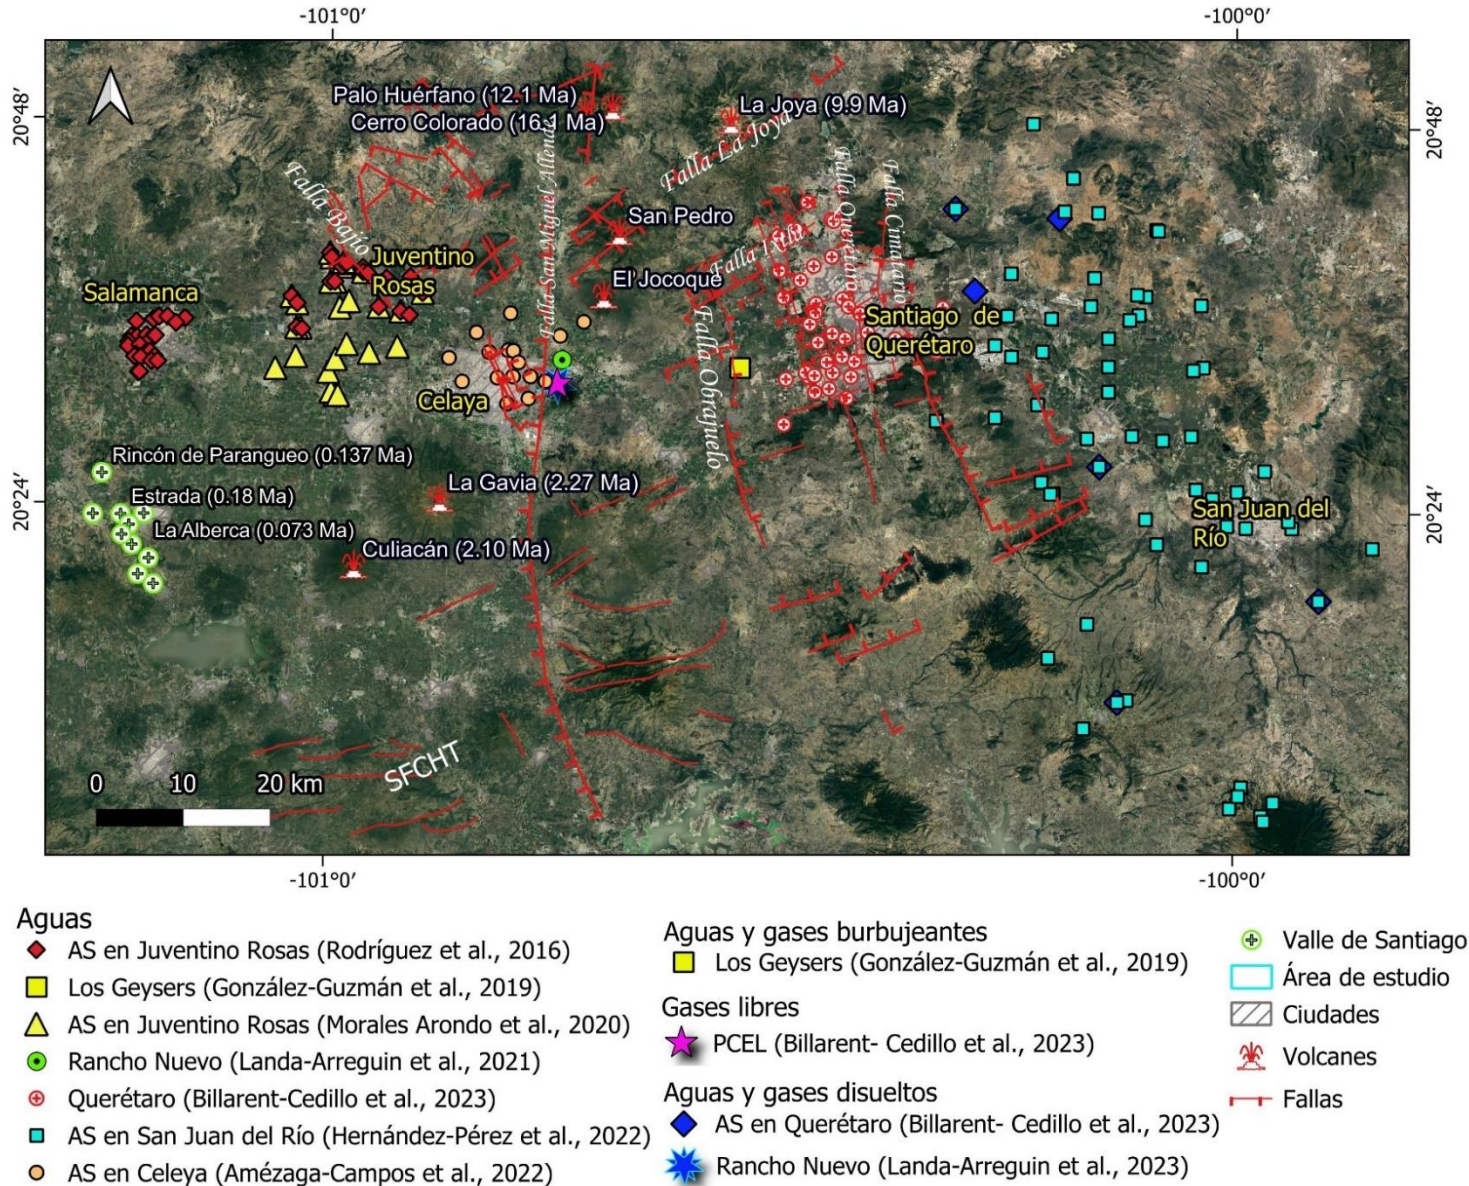 -101°0′
-100°0′
20°48′
20°48′
Palo Huérfano (12.1 Ma)
Cerro Colorado (16.1 Ma)
La Joya (9.9 Ma)
Falla La Joya
Falla Bajío
Falla San Miguel Allende
Falla Querétaro
Falla Cimatario
San Pedro
Falla Ixtla
Juventino
Rosas
El Jocoque
Salamanca
Santiago de
Querétaro
Falla Obrajuelo
Celaya
Rincón de Parangueo (0.137 Ma)
Estrada (0.18 Ma)
La Gavia (2.27 Ma)
20°24′
20°24′
La Alberca (0.073 Ma)
San Juan del
Río
Culiacán (2.10 Ma)
SFCHT
0 10 20 km
-101°0′
-100°0′
Aguas
AS en Juventino Rosas (Rodríguez et al., 2016)
Los Geysers (González-Guzmán et al., 2019)
AS en Juventino Rosas (Morales Arondo et al., 2020)
Rancho Nuevo (Landa-Arreguin et al., 2021)
Querétaro (Billarent-Cedillo et al., 2023)
AS en San Juan del Río (Hernández-Pérez et al., 2022)
AS en Celeya (Amézaga-Campos et al., 2022)
Aguas y gases burbujeantes
Los Geysers (González-Guzmán et al., 2019)
Gases libres
PCEL (Billarent- Cedillo et al., 2023)
Aguas y gases disueltos
AS en Querétaro (Billarent- Cedillo et al., 2023)
Rancho Nuevo (Landa-Arreguin et al., 2023)
Valle de Santiago
Área de estudio
Ciudades
Volcanes
Fallas